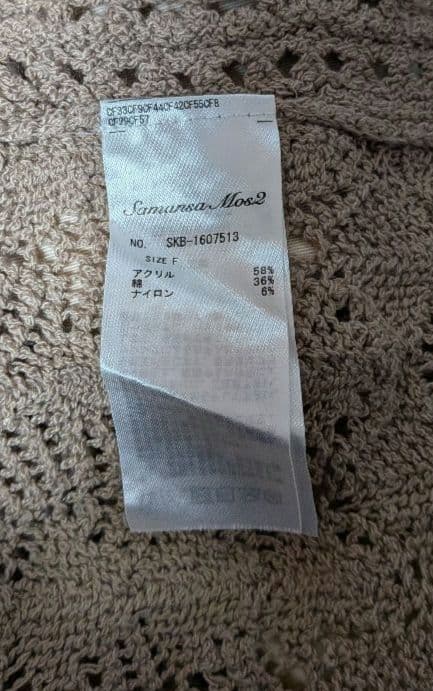 CF33CF9CF44CF42CF55CF8
CF99CF57
Samansa Mos2
NO. SKB-1607513
SIZE F
アクリル 58%
綿 36%
ナイロン 6%